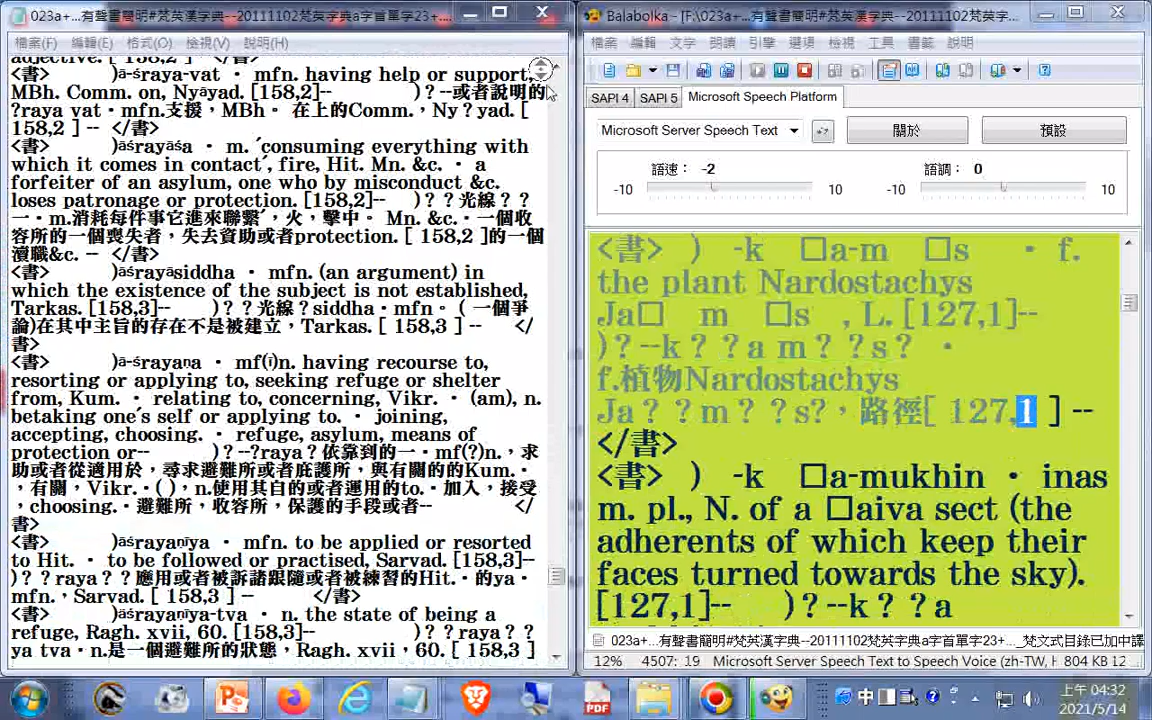 023a+...有聲書簡明#梵英漢字典--20111102梵英字典a字首單字23+...
檔案(F) 編輯(E) 格式(O) 檢視(V) 說明(H)
adjective. [158,2 ] --
<書> )ā-śraya-vat · mfn. having help or support,
MBh. Comm. on, Nyāyad. [158,2]-- )?--或者說明的
?raya vat·mfn.支援，MBh。 在上的Comm.，Ny？yad. [
158,2 ] -- </書>
<書> )āśrayāśa · m. 'consuming everything with
which it comes in contact', fire, Hit. Mn. &c. · a
forfeiter of an asylum, one who by misconduct &c.
loses patronage or protection. [158,2]-- )？？光線？？
一·m.消耗每件事它進來聯繫'，火，擊中。 Mn. &c.·一個收
容所的一個喪失者，失去資助或者protection. [ 158,2 ]的一個
瀆職&c. -- </書>
<書> )āśrayāsiddha · mfn. (an argument) in
which the existence of the subject is not established,
Tarkas. [158,3]-- )？？光線？siddha·mfn。 ( 一個爭
論)在其中主旨的存在不是被建立，Tarkas. [ 158,3 ] -- </
書>
<書> )ā-śrayaṇa · mf(ī)n. having recourse to,
resorting or applying to, seeking refuge or shelter
from, Kum. · relating to, concerning, Vikr. · (am), n.
betaking one's self or applying to. · joining,
accepting, choosing. · refuge, asylum, means of
protection or-- )?--?raya?依靠到的一·mf(?)n.，求
助或者從適用於，尋求避難所或者庇護所，與有關的的Kum.·
，有關，Vikr.·( )，n.使用其自的或者運用的to.·加入，接受
，choosing.·避難所，收容所，保護的手段或者-- </
書>
<書> )āśrayaṇīya · mfn. to be applied or resorted
to Hit. · to be followed or practised, Sarvad. [158,3]--
)？？raya？？應用或者被訴諸跟隨或者被練習的Hit.·的ya·
mfn.，Sarvad. [ 158,3 ] -- </書>
<書> )āśrayaṇīya-tva · n. the state of being a
refuge, Ragh. xvii, 60. [158,3]-- )？？raya？？
ya tva·n.是一個避難所的狀態，Ragh. xvii，60. [ 158,3 ]
Balabolka - [F:\023a+...有聲書簡明#梵英漢字典--20111102梵英字...
檔案 編輯 文字 朗讀 引擎 選項 檢視 工具 書籤 說明
SAPI 4 SAPI 5 Microsoft Speech Platform
Microsoft Server Speech Text 關於 預設
語速： -2 語調： 0
-10 10 -10 10
<書> ) -k □a-m □s · f.
the plant Nardostachys
Ja□ m □s , L. [127,1]--
)？--k？？a m？？s？ ·
f.植物Nardostachys
Ja？？m？？s?，路徑[ 127,1 ] --
</書>
<書> ) -k □a-mukhin · inas
m. pl., N. of a □aiva sect (the
adherents of which keep their
faces turned towards the sky).
[127,1]-- )？--k？？a
023a+...有聲書簡明#梵英漢字典--20111102梵英字典a字首單字23+..._梵文式目錄已加中譯
12% 4507: 19 Microsoft Server Speech Text to Speech Voice (zh-TW, H 804 KB 12
中
上午 04:32
2021/5/14